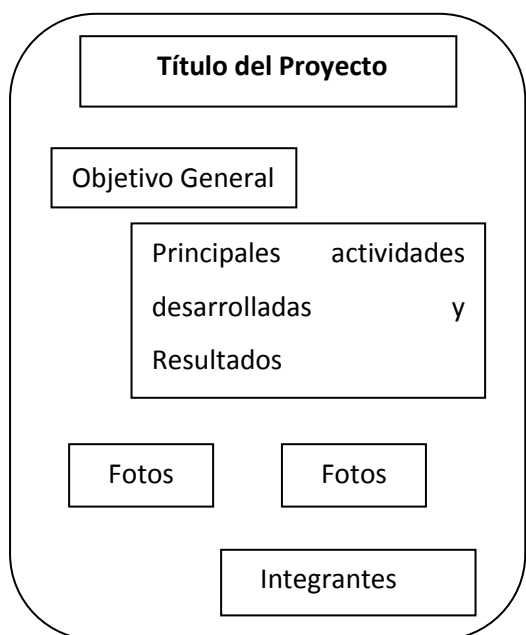 Título del Proyecto
Objetivo General
Principales actividades
desarrolladas y
Resultados
Fotos
Fotos
Integrantes